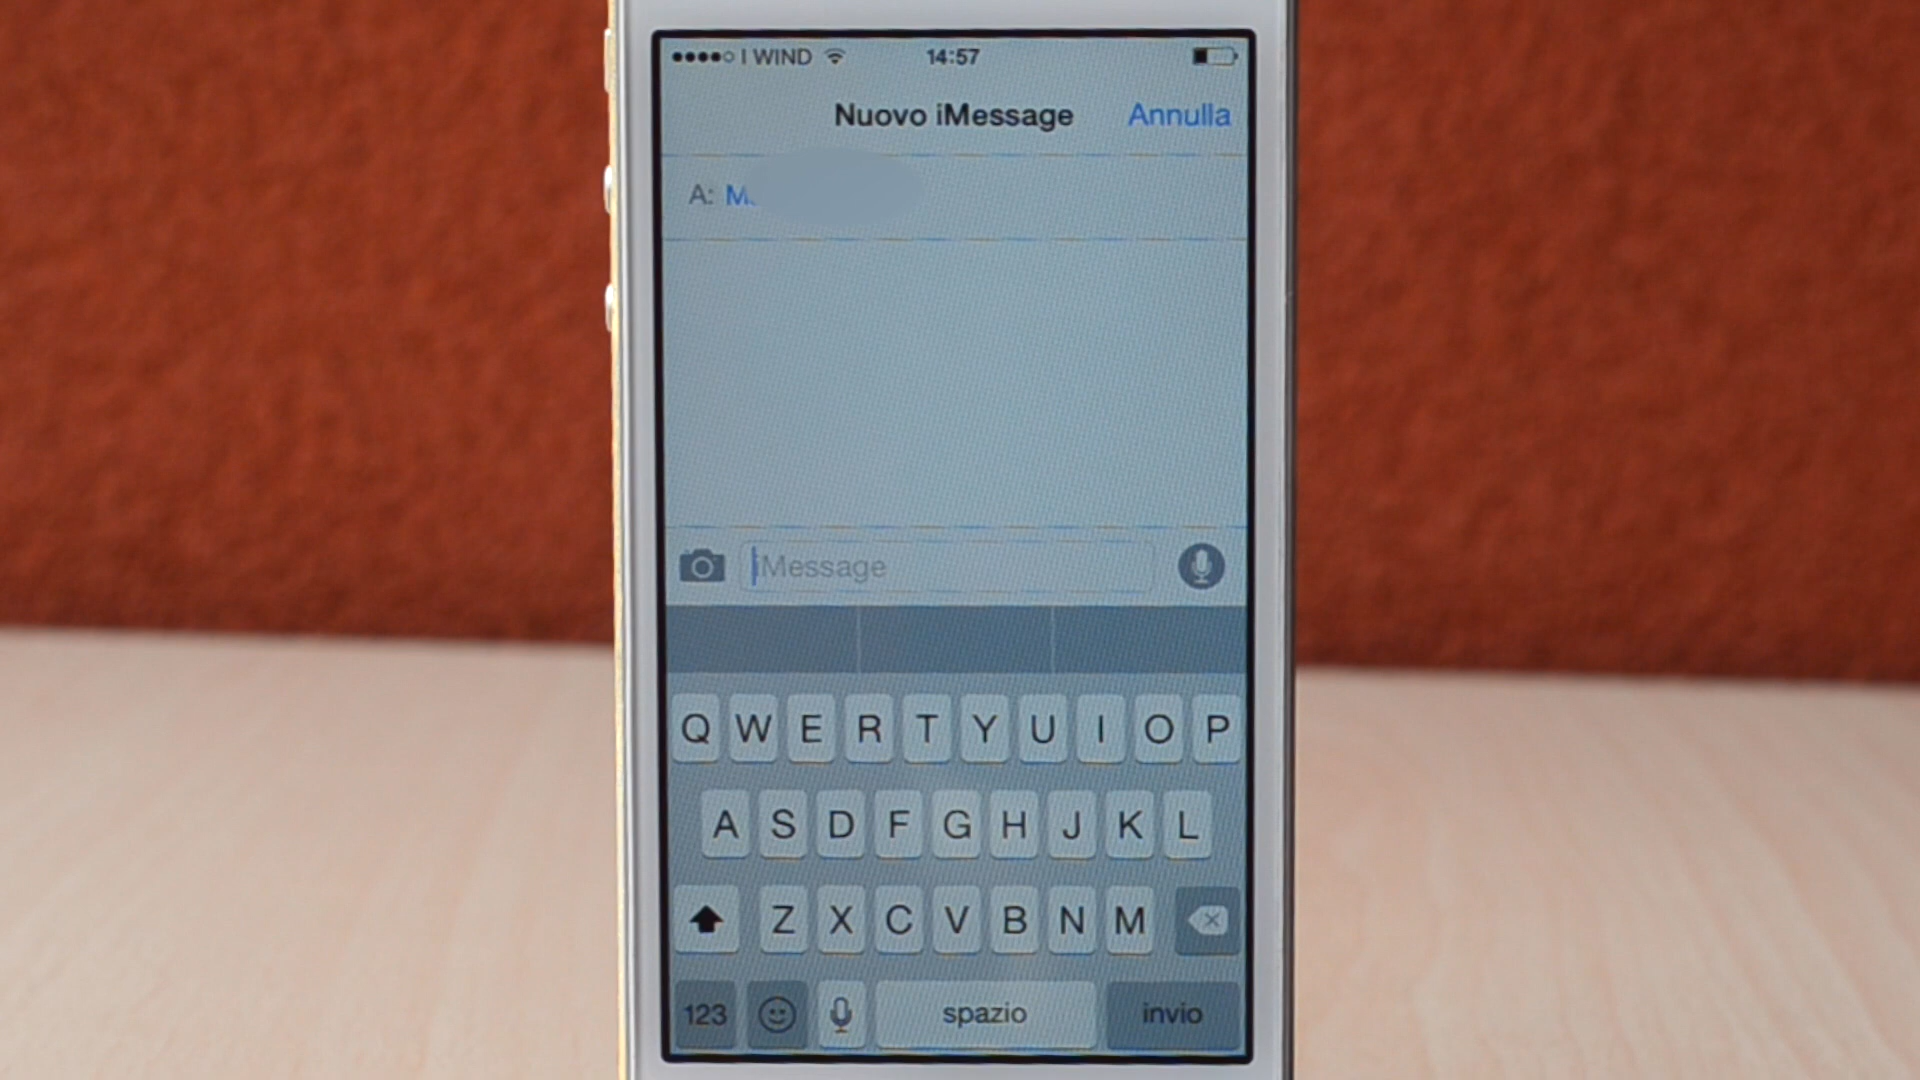 I WIND 14:57
Nuovo iMessage Annulla
A: M
iMessage
Q W E R T Y U I O P
A S D F G H J K L
Z X C V B N M
123 spazio invio